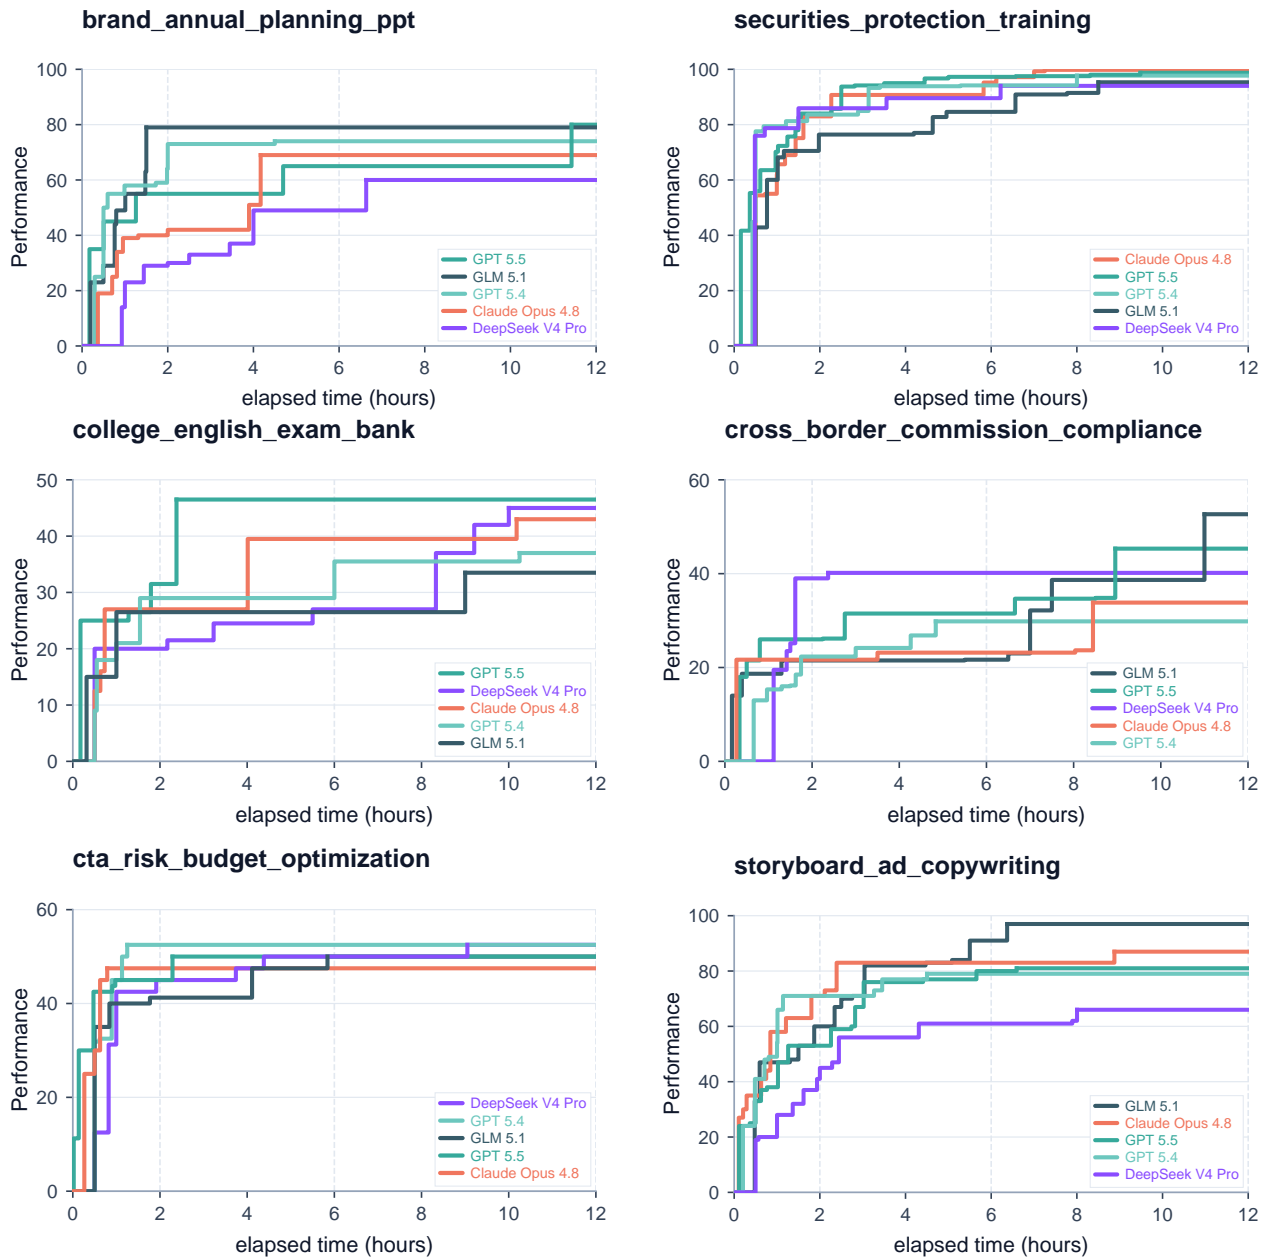 brand_annual_planning_ppt
Performance
100
80
60
40
20
0
GPT 5.5
GLM 5.1
GPT 5.4
Claude Opus 4.8
DeepSeek V4 Pro
0 2 4 6 8 10 12
elapsed time (hours)
securities_protection_training
Performance
100
80
60
40
20
0
Claude Opus 4.8
GPT 5.5
GPT 5.4
GLM 5.1
DeepSeek V4 Pro
0 2 4 6 8 10 12
elapsed time (hours)
college_english_exam_bank
Performance
50
40
30
20
10
0
GPT 5.5
DeepSeek V4 Pro
Claude Opus 4.8
GPT 5.4
GLM 5.1
0 2 4 6 8 10 12
elapsed time (hours)
cross_border_commission_compliance
Performance
60
40
20
0
GLM 5.1
GPT 5.5
DeepSeek V4 Pro
Claude Opus 4.8
GPT 5.4
0 2 4 6 8 10 12
elapsed time (hours)
cta_risk_budget_optimization
Performance
60
40
20
0
DeepSeek V4 Pro
GPT 5.4
GLM 5.1
GPT 5.5
Claude Opus 4.8
0 2 4 6 8 10 12
elapsed time (hours)
storyboard_ad_copywriting
Performance
100
80
60
40
20
0
GLM 5.1
Claude Opus 4.8
GPT 5.5
GPT 5.4
DeepSeek V4 Pro
0 2 4 6 8 10 12
elapsed time (hours)